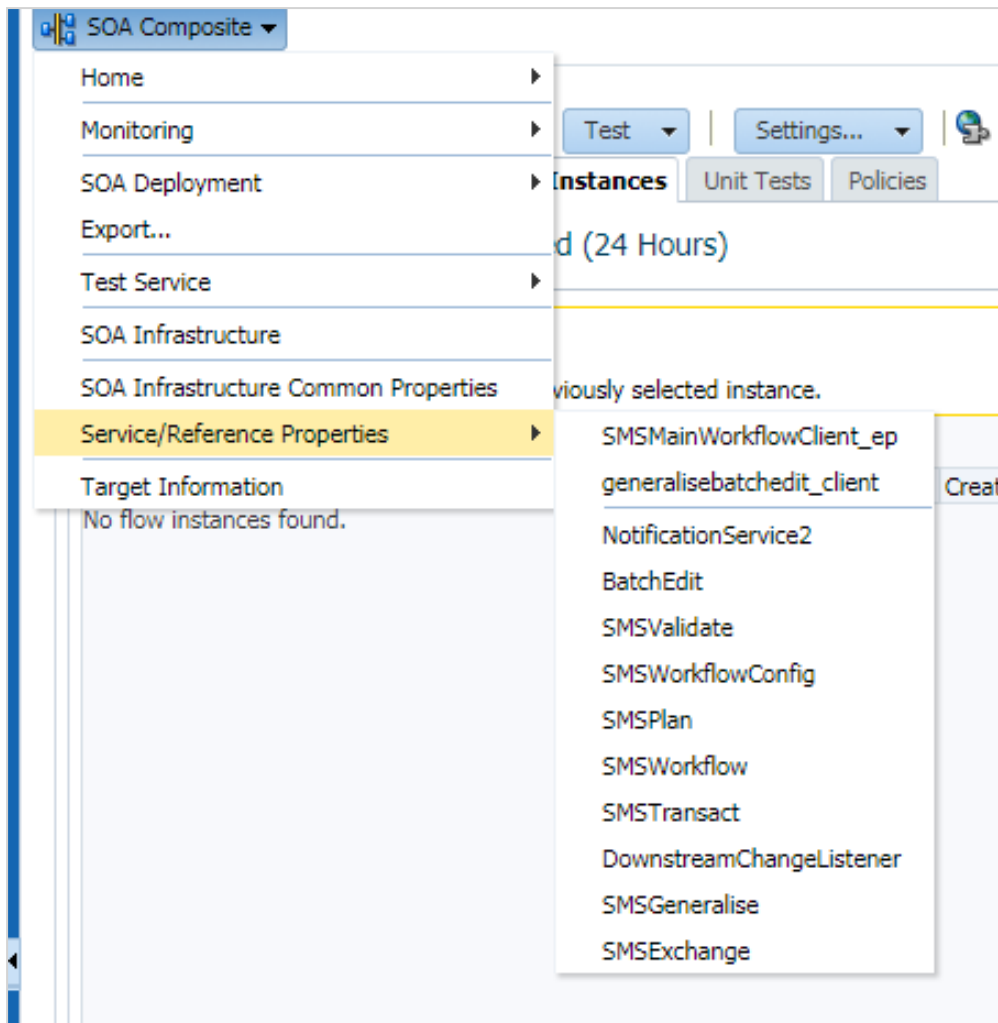 SOA Composite
Home
Monitoring
SOA Deployment
Export...
Test Service
SOA Infrastructure
SOA Infrastructure Common Properties
Service/Reference Properties
Target Information
Test
Settings...
Instances
Unit Tests
Policies
d (24 Hours)
viously selected instance.
SMSMainWorkflowClient_ep
generalisebatchedit_client
NotificationService2
BatchEdit
SMSValidate
SMSWorkflowConfig
SMSPlan
SMSWorkflow
SMSTransact
DownstreamChangeListener
SMSGeneralise
SMSExchange
Creat
No flow instances found.